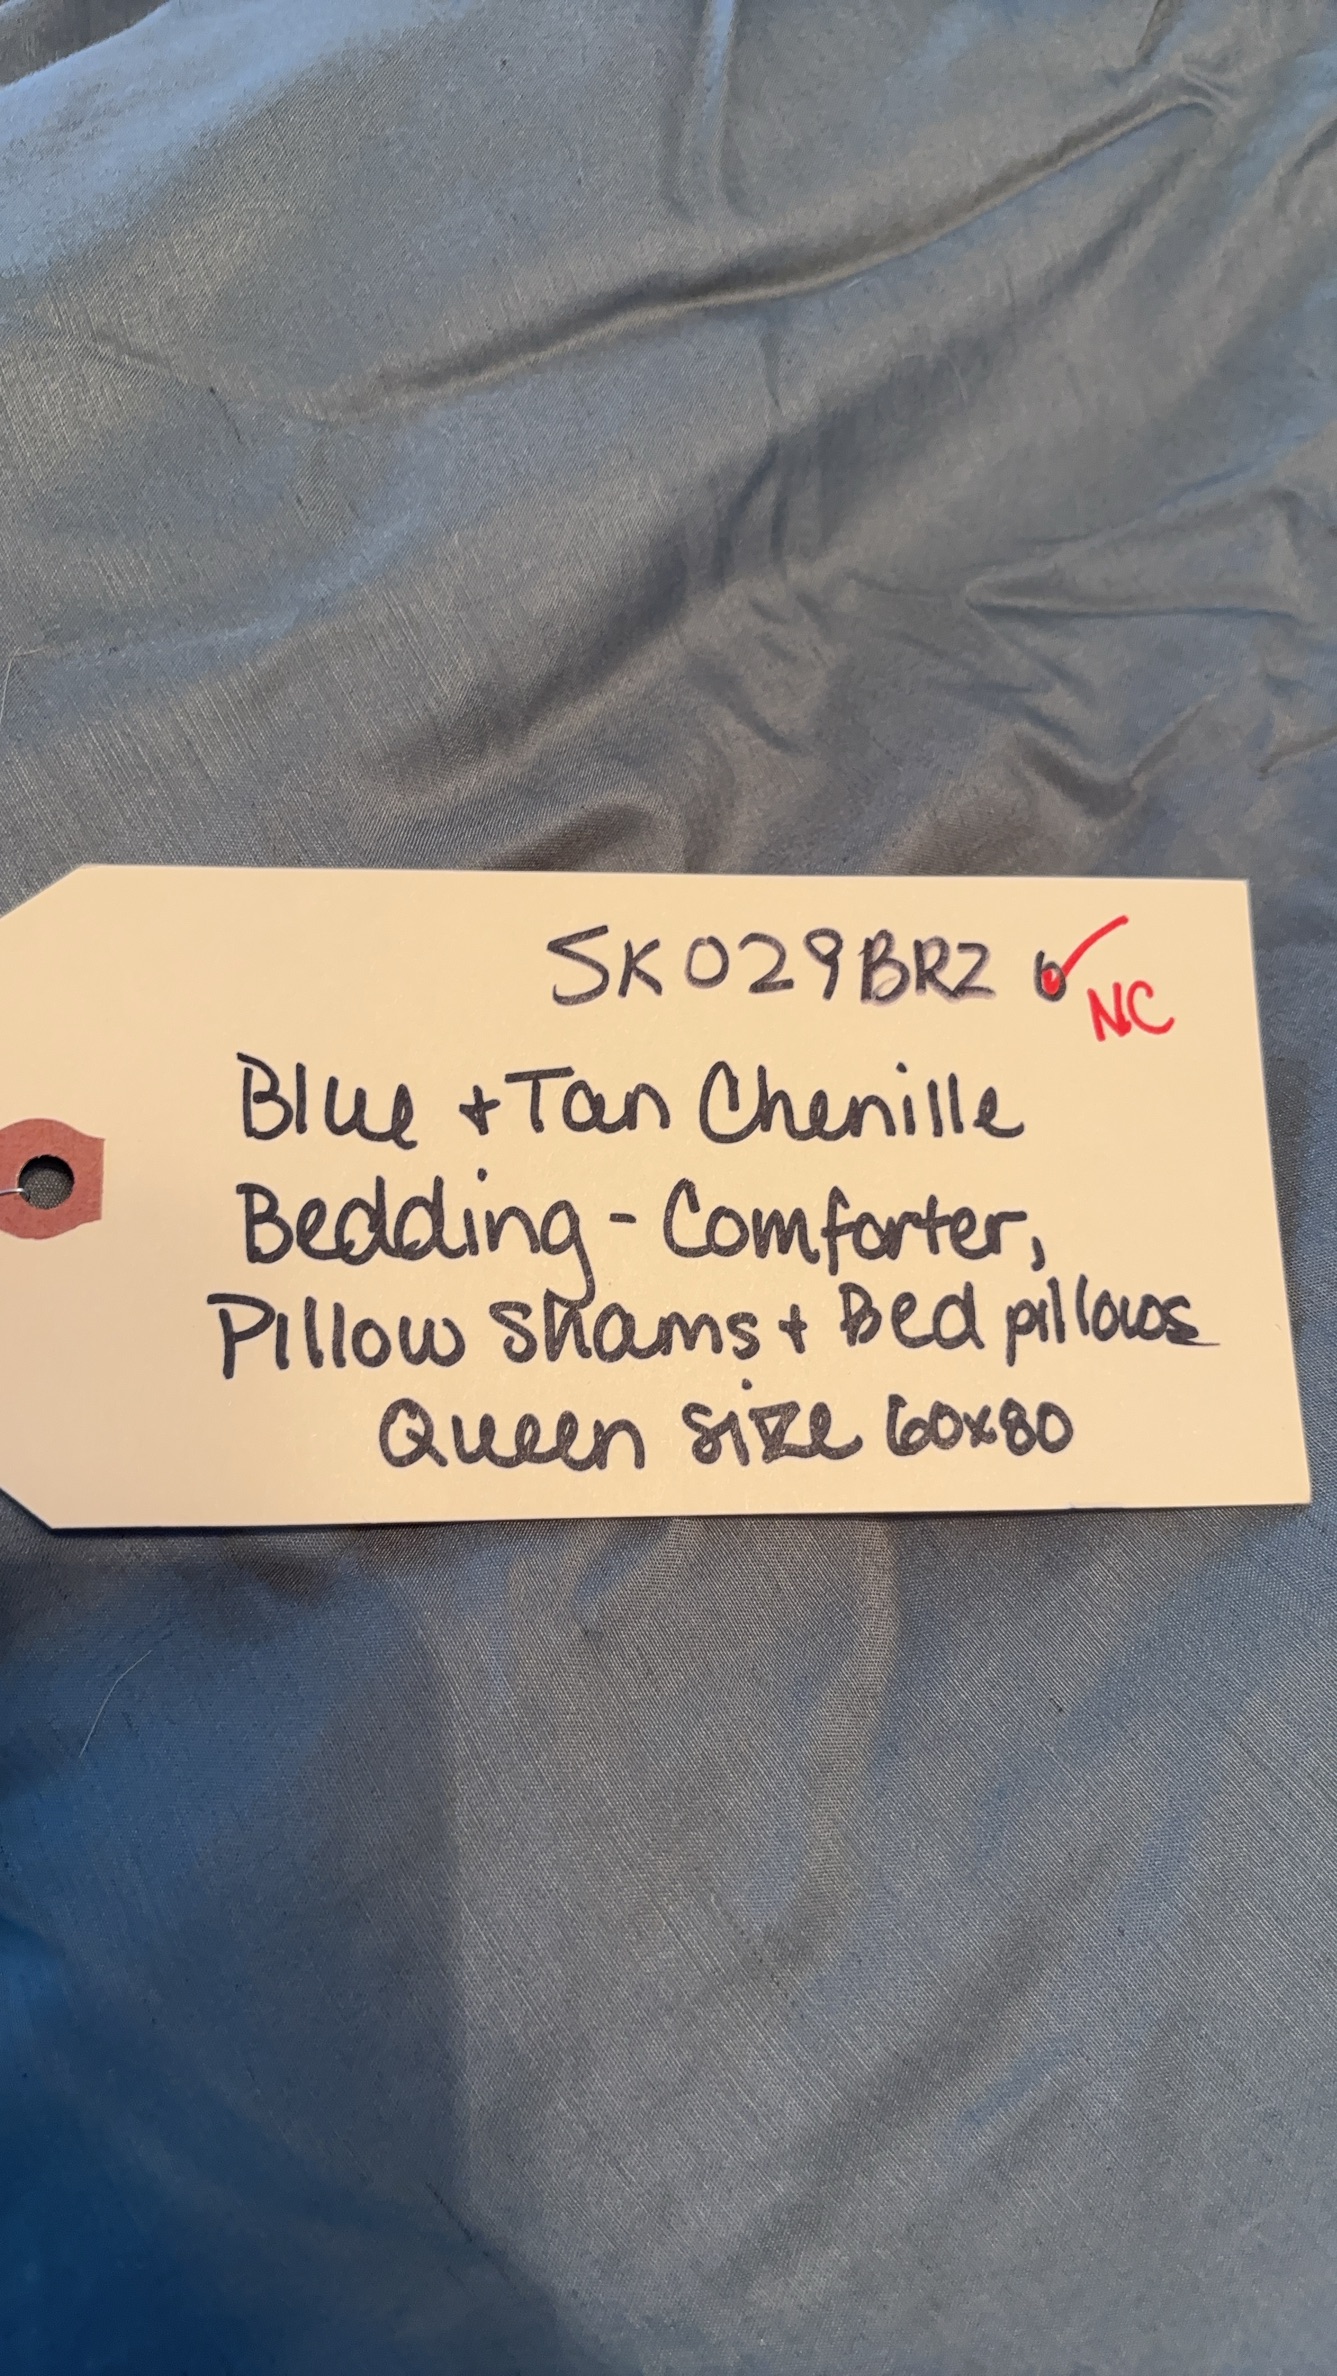 SK029BRZ
NC
Blue + Tan Chenille
Bedding - Comforter,
Pillow Shams + Bed pillows
Queen size 60x80